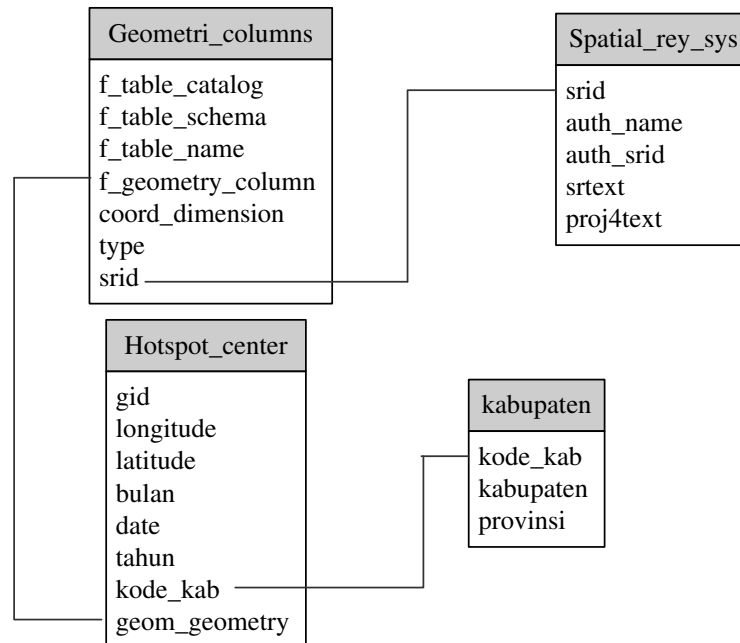 Geometri_columns
f_table_catalog
f_table_schema
f_table_name
f_geometry_column
coord_dimension
type
srid
Spatial_rey_sys
srid
auth_name
auth_srid
srtext
proj4text
Hotspot_center
gid
longitude
latitude
bulan
date
tahun
kode_kab
geom_geometry
kabupaten
kode_kab
kabupaten
provinsi